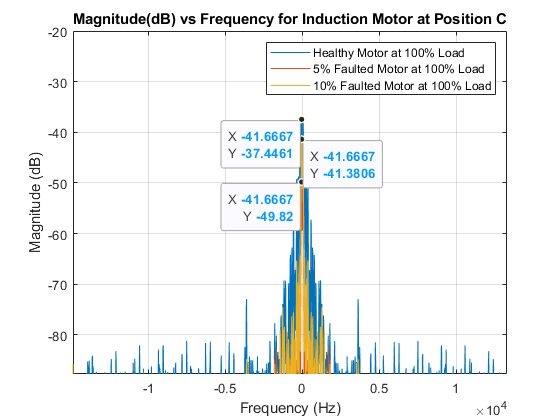 Magnitude(dB) vs Frequency for Induction Motor at Position C
Healthy Motor at 100% Load
5% Faulted Motor at 100% Load
10% Faulted Motor at 100% Load
X -41.6667
Y -37.4461
X -41.6667
Y -41.3806
X -41.6667
Y -49.82
Magnitude (dB)
-20
-30
-40
-50
-60
-70
-80
-1
-0.5
0
0.5
1
× 10⁴
Frequency (Hz)